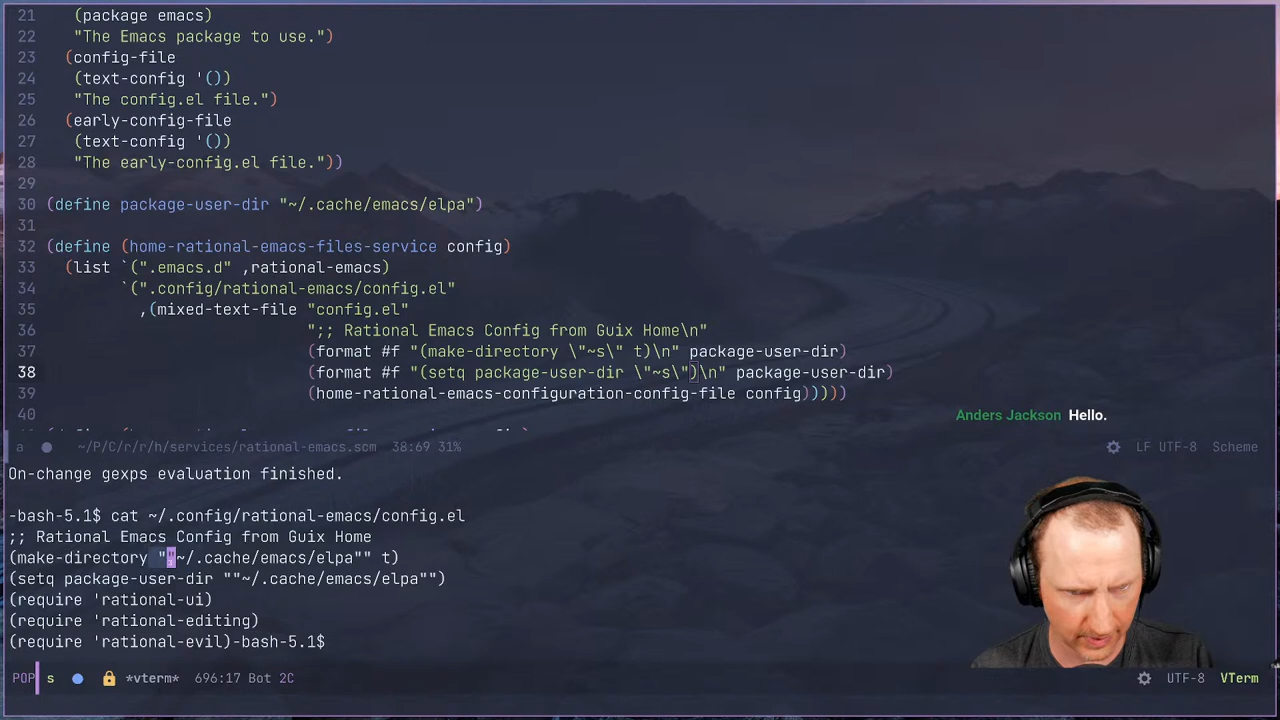 21 (package emacs)
22 "The Emacs package to use.")
23 (config-file
24 (text-config '())
25 "The config.el file.")
26 (early-config-file
27 (text-config '())
28 "The early-config.el file."))
29
30 (define package-user-dir "~/.cache/emacs/elpa")
31
32 (define (home-rational-emacs-files-service config)
33 (list `(".emacs.d" ,rational-emacs)
34 `(".config/rational-emacs/config.el"
35 ,(mixed-text-file "config.el"
36 ";; Rational Emacs Config from Guix Home\n"
37 (format #f "(make-directory \"~s\" t)\n" package-user-dir)
38 (format #f "(setq package-user-dir \"~s\")\n" package-user-dir)
39 (home-rational-emacs-configuration-config-file config)))))
40
Anders Jackson Hello.
a ~/P/C/r/r/h/services/rational-emacs.scm 38:69 31% LF UTF-8 Scheme
On-change gexps evaluation finished.
-bash-5.1$ cat ~/.config/rational-emacs/config.el
;; Rational Emacs Config from Guix Home
(make-directory ""~/.cache/emacs/elpa"" t)
(setq package-user-dir ""~/.cache/emacs/elpa"")
(require 'rational-ui)
(require 'rational-editing)
(require 'rational-evil)-bash-5.1$
POP s *vterm* 696:17 Bot 2C UTF-8 VTerm